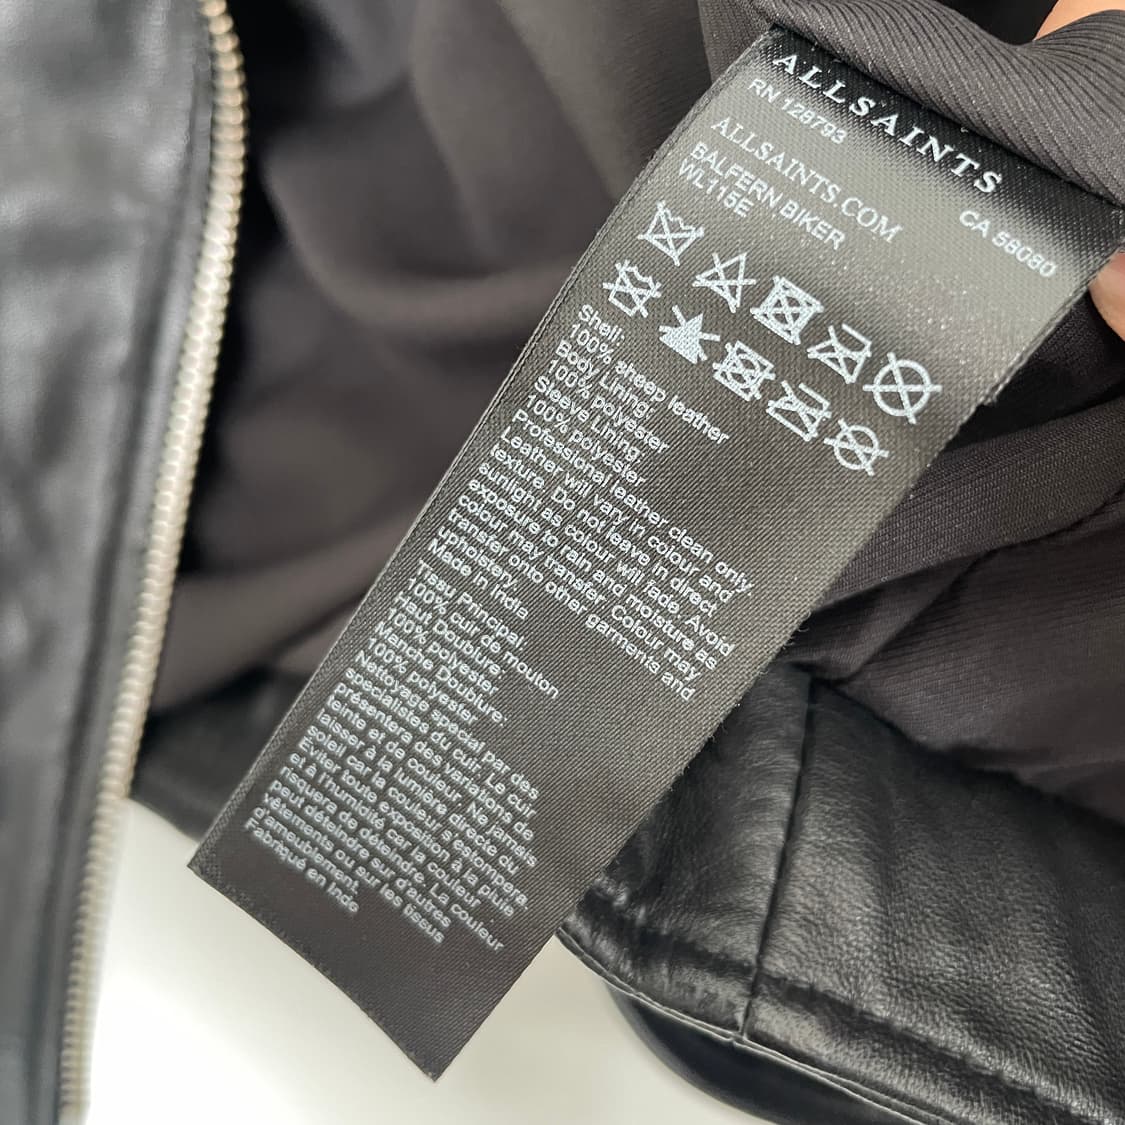 ALLSAINTS
RN 128793
CA 58080
ALLSAINTS.COM
BALFERN BIKER
WL115E
Shell:
100% sheep leather
Body Lining:
100% polyester
Sleeve Lining:
100% polyester
Professional leather clean only
Leather will vary in colour and
texture. Do not leave in direct
sunlight as colour will fade. Avoid
exposure to rain and moisture as
colour may transfer. Colour may
transfer onto other garments and
upholstery.
Made in India
Tissu Principal,
100% cuir de mouton
Haut Doublure
100% polyester
Manche Doublure:
100% polyester
Nettoyage spécial par des
spécialistes du cuir. Le cuir
présentere des variations de
teinte et de couleur. Ne jamais
laisser à la lumière directe du
soleil car la couleur s'estompera.
Eviter toute exposition à la pluie
et à l'humidité car la couleur
risquera de déteindre. La couleur
peut déteindre sur d'autres
vêtements ou sur les tissus
d'ameublement.
Fabriqué en Inde